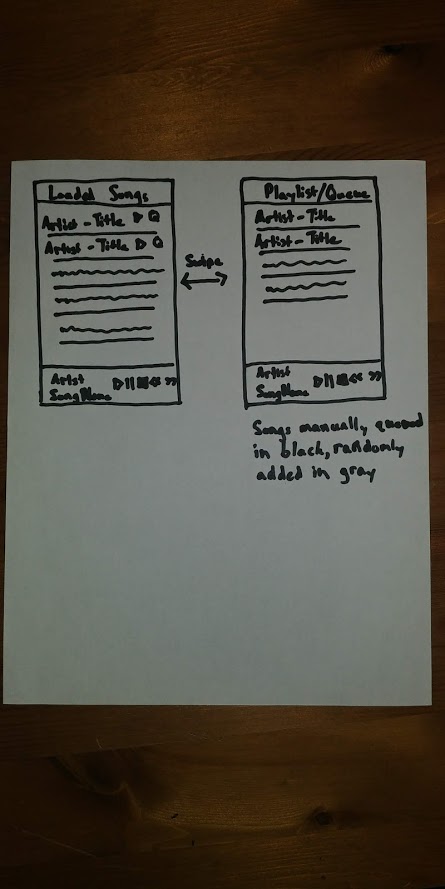 Loaded Songs
Artist - Title Q
Artist - Title Q
Artist
SongName
Swipe
Playlist/Queue
Artist - Title
Artist - Title
Artist
SongName
Songs manually queued
in black, randomly
added in gray